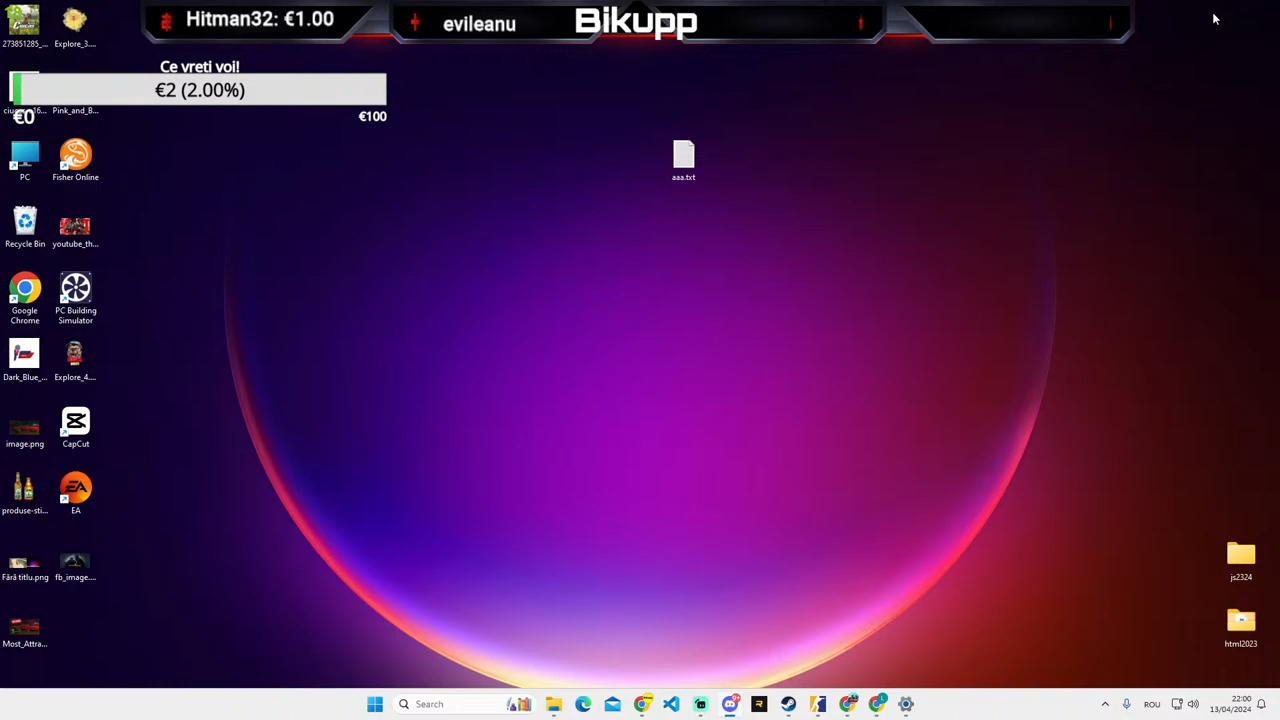 Hitman32: €1.00
evileanu
Bikupp
Ce vreti voi!
€2 (2.00%)
€0
€100
273851285_...
Explore_3....
Pink_and_B...
aaa.txt
PC
Fisher Online
Recycle Bin
youtube_th...
Google Chrome
PC Building Simulator
Dark_Blue_...
Explore_4....
image.png
CapCut
produse-sti...
EA
Fără titlu.png
fb_image....
Most_Attra...
js2324
html2023
Search
ROU
22:00
13/04/2024